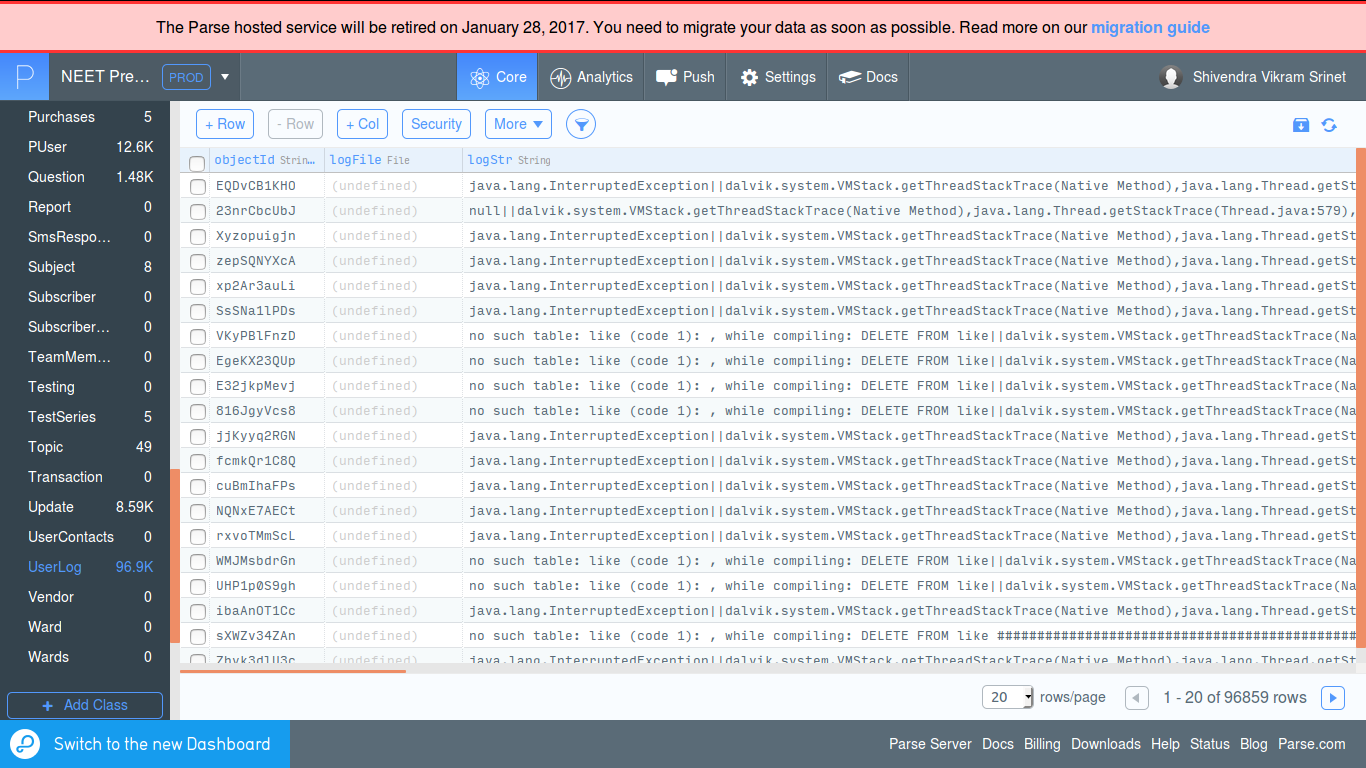 The Parse hosted service will be retired on January 28, 2017. You need to migrate your data as soon as possible. Read more on our migration guide
NEET Pre... PROD Core Analytics Push Settings Docs Shivendra Vikram Srinet
Purchases 5
PUser 12.6K
Question 1.48K
Report 0
SmsRespo... 0
Subject 8
Subscriber 0
Subscriber... 0
TeamMem... 0
Testing 0
TestSeries 5
Topic 49
Transaction 0
Update 8.59K
UserContacts 0
UserLog 96.9K
Vendor 0
Ward 0
Wards 0
+ Add Class
+ Row - Row + Col Security More
objectId Strin... logFile File logStr String
EQDvCB1KHO (undefined) java.lang.InterruptedException||dalvik.system.VMStack.getThreadStackTrace(Native Method),java.lang.Thread.getSt
23nrCbcUbJ (undefined) null||dalvik.system.VMStack.getThreadStackTrace(Native Method),java.lang.Thread.getStackTrace(Thread.java:579),
Xyzopuigjn (undefined) java.lang.InterruptedException||dalvik.system.VMStack.getThreadStackTrace(Native Method),java.lang.Thread.getSt
zepSQNYXcA (undefined) java.lang.InterruptedException||dalvik.system.VMStack.getThreadStackTrace(Native Method),java.lang.Thread.getSt
xp2Ar3auLi (undefined) java.lang.InterruptedException||dalvik.system.VMStack.getThreadStackTrace(Native Method),java.lang.Thread.getSt
SsSNa1lPDs (undefined) java.lang.InterruptedException||dalvik.system.VMStack.getThreadStackTrace(Native Method),java.lang.Thread.getSt
VKyPBlFnzD (undefined) no such table: like (code 1): , while compiling: DELETE FROM like||dalvik.system.VMStack.getThreadStackTrace(Na
EgeKX23QUp (undefined) no such table: like (code 1): , while compiling: DELETE FROM like||dalvik.system.VMStack.getThreadStackTrace(Na
E32jkpMevj (undefined) no such table: like (code 1): , while compiling: DELETE FROM like||dalvik.system.VMStack.getThreadStackTrace(Na
816JgyVcs8 (undefined) no such table: like (code 1): , while compiling: DELETE FROM like||dalvik.system.VMStack.getThreadStackTrace(Na
jjKyyq2RGN (undefined) java.lang.InterruptedException||dalvik.system.VMStack.getThreadStackTrace(Native Method),java.lang.Thread.getSt
fcmkQr1C8Q (undefined) java.lang.InterruptedException||dalvik.system.VMStack.getThreadStackTrace(Native Method),java.lang.Thread.getSt
cuBmIhaFPs (undefined) java.lang.InterruptedException||dalvik.system.VMStack.getThreadStackTrace(Native Method),java.lang.Thread.getSt
NQNxE7AECt (undefined) java.lang.InterruptedException||dalvik.system.VMStack.getThreadStackTrace(Native Method),java.lang.Thread.getSt
rxvoTMmScL (undefined) java.lang.InterruptedException||dalvik.system.VMStack.getThreadStackTrace(Native Method),java.lang.Thread.getSt
WMJMsbdrGn (undefined) no such table: like (code 1): , while compiling: DELETE FROM like||dalvik.system.VMStack.getThreadStackTrace(Na
UHP1p0S9gh (undefined) no such table: like (code 1): , while compiling: DELETE FROM like||dalvik.system.VMStack.getThreadStackTrace(Na
ibaAnOT1Cc (undefined) java.lang.InterruptedException||dalvik.system.VMStack.getThreadStackTrace(Native Method),java.lang.Thread.getSt
sXWZv34ZAn (undefined) no such table: like (code 1): , while compiling: DELETE FROM like #############################################
(undefined) java.lang.InterruptedException||dalvik.system.VMStack.getThreadStackTrace(Native Method),java.lang.Thread.getSt
20 rows/page 1 - 20 of 96859 rows
Switch to the new Dashboard Parse Server Docs Billing Downloads Help Status Blog Parse.com